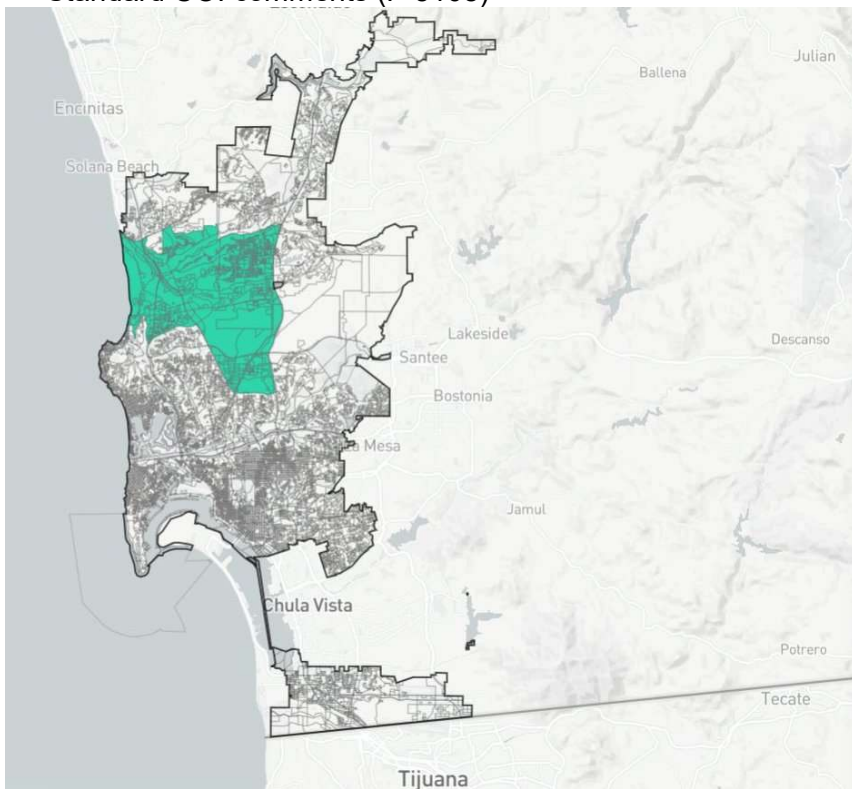 Encinitas
Julian
Ballena
Solana Beach
Lakeside
Santee
Descanso
Bostonia
Mesa
Jamul
Chula Vista
Potrero
Tecate
Tijuana